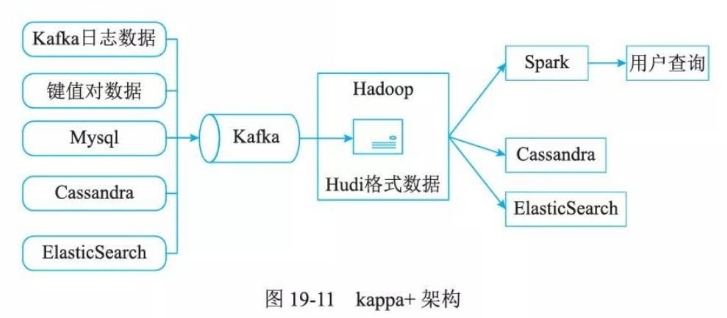 Kafka日志数据
键值对数据
Mysql
Cassandra
ElasticSearch
Kafka
Hadoop
Hudi格式数据
Spark
用户查询
Cassandra
ElasticSearch
图 19-11 kappa+ 架构